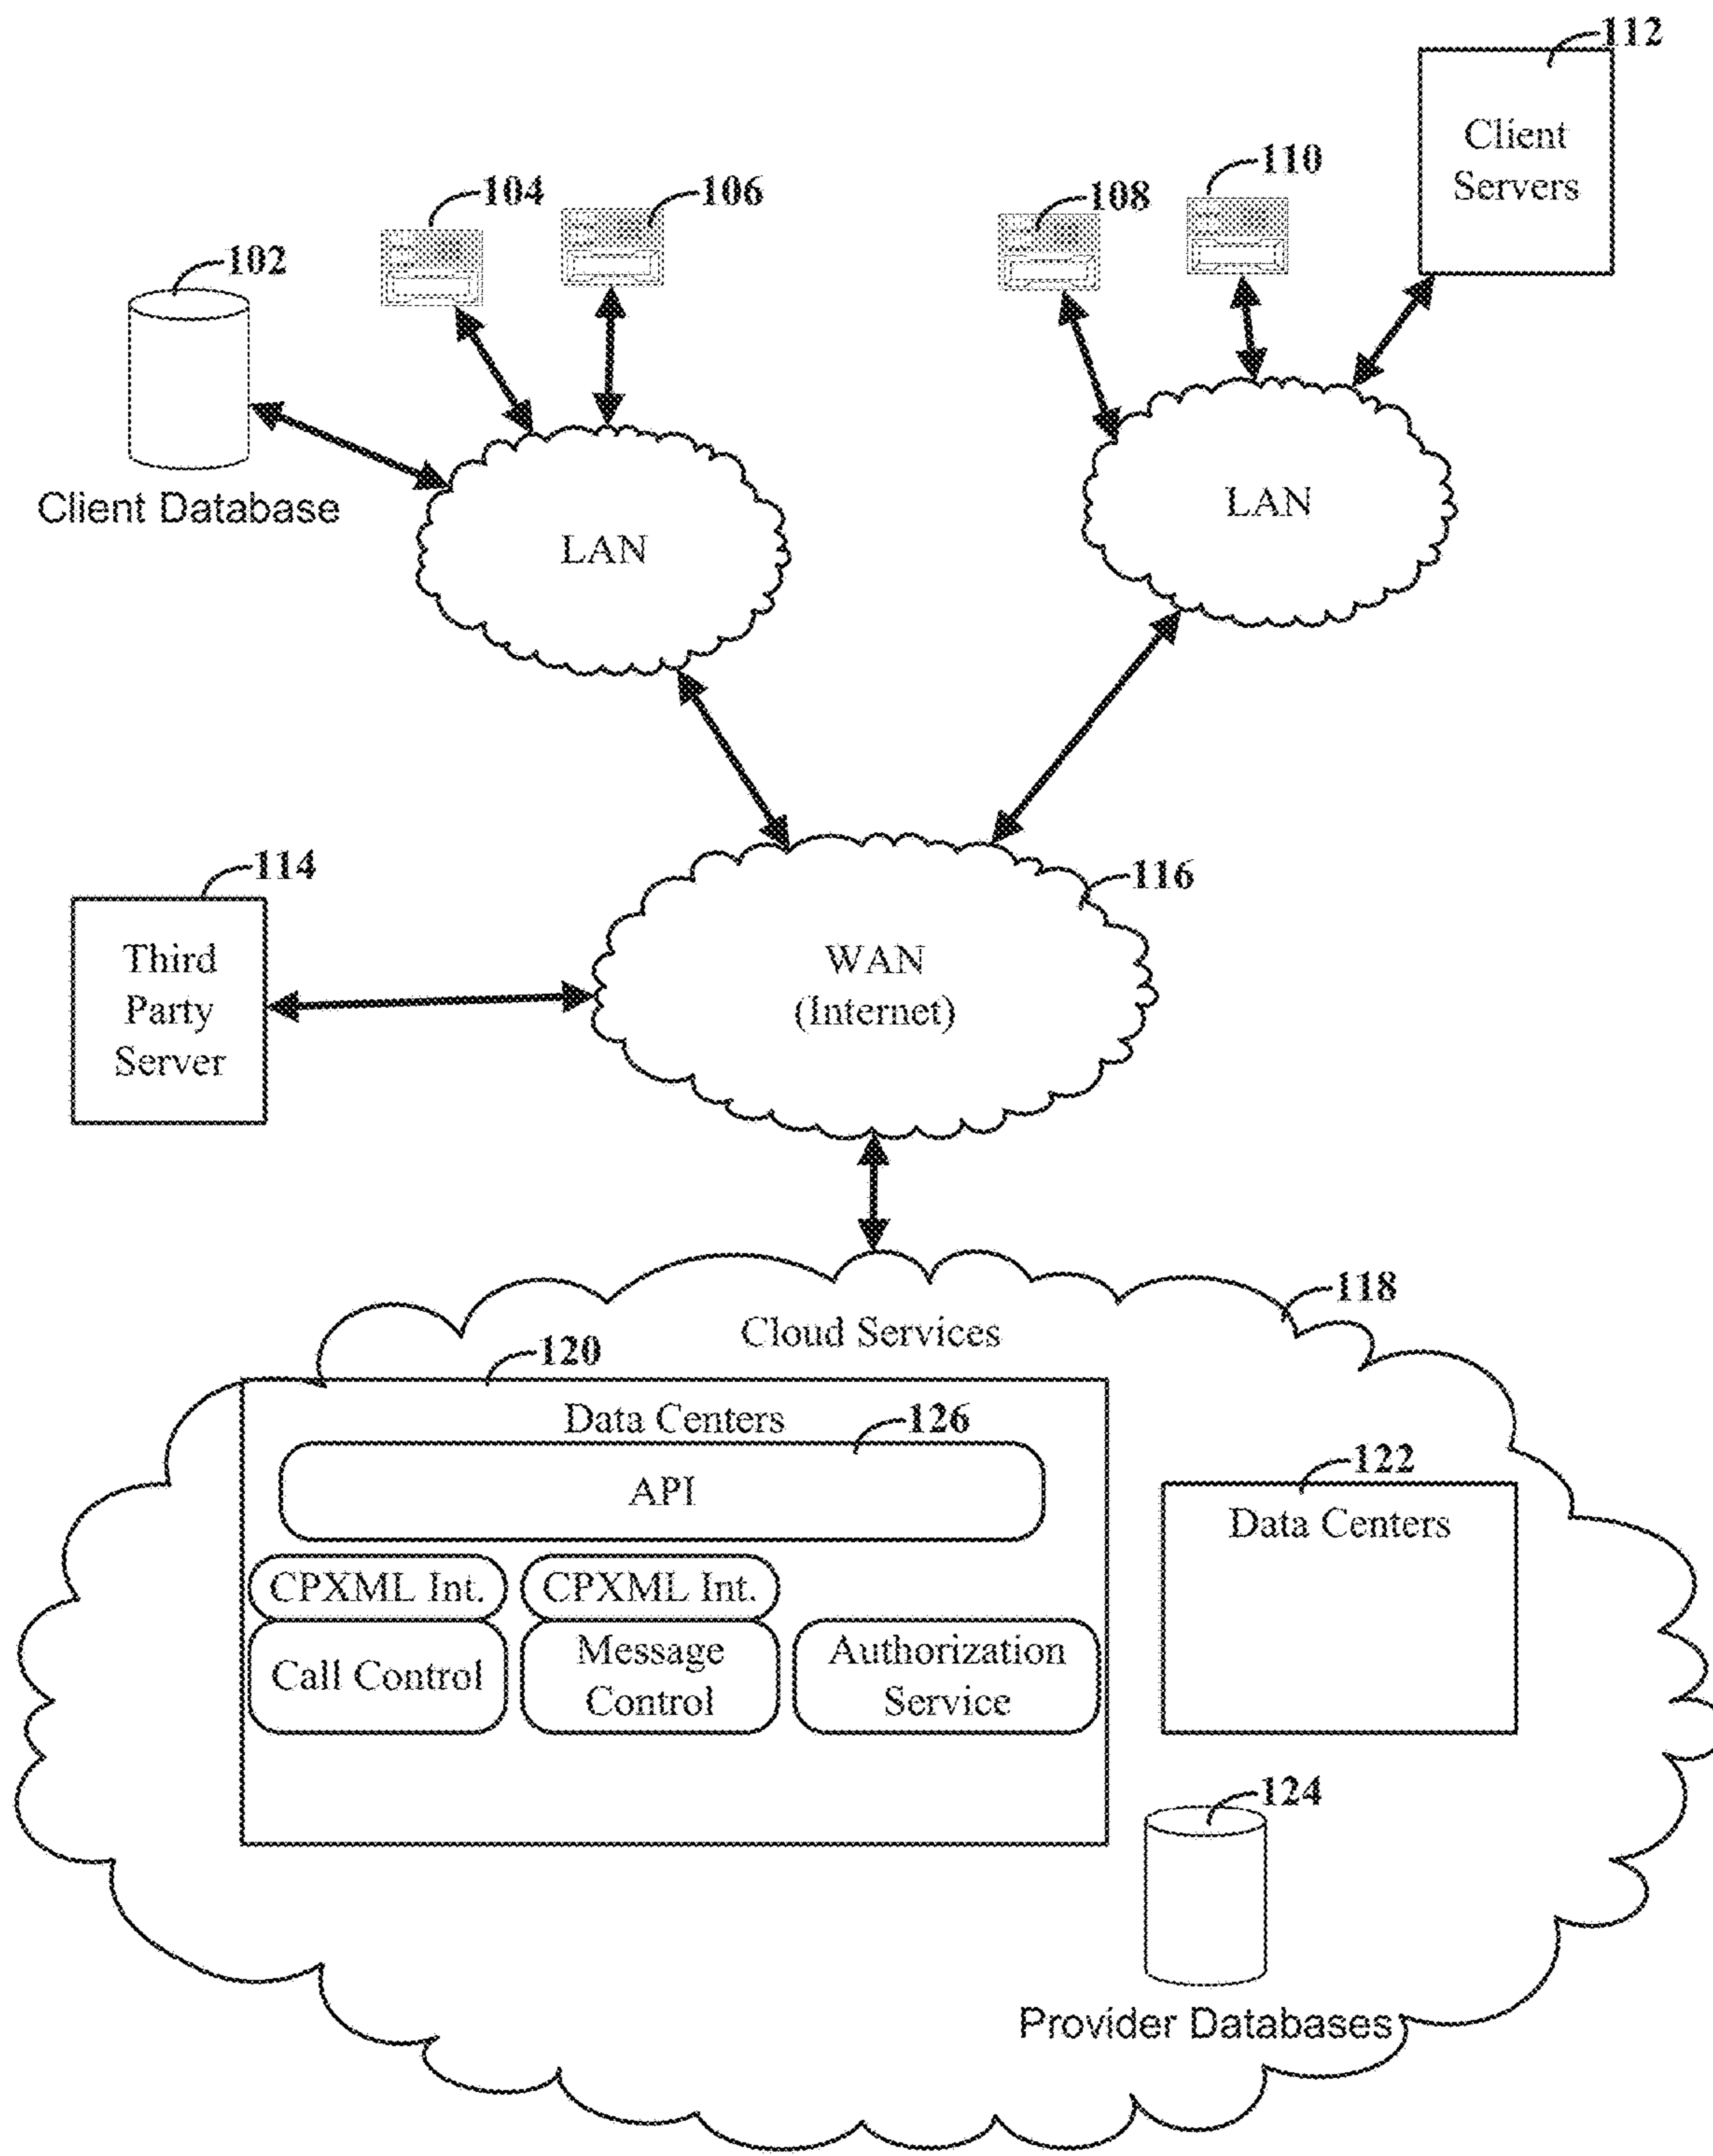 112
Client
Servers
110
104
106
108
102
Client Database
LAN
LAN
114
116
Third
Party
Server
WAN
(Internet)
118
Cloud Services
120
Data Centers
126
API
122
Data Centers
CPXML Int.
CPXML Int.
Call Control
Message
Control
Authorization
Service
124
Provider Databases